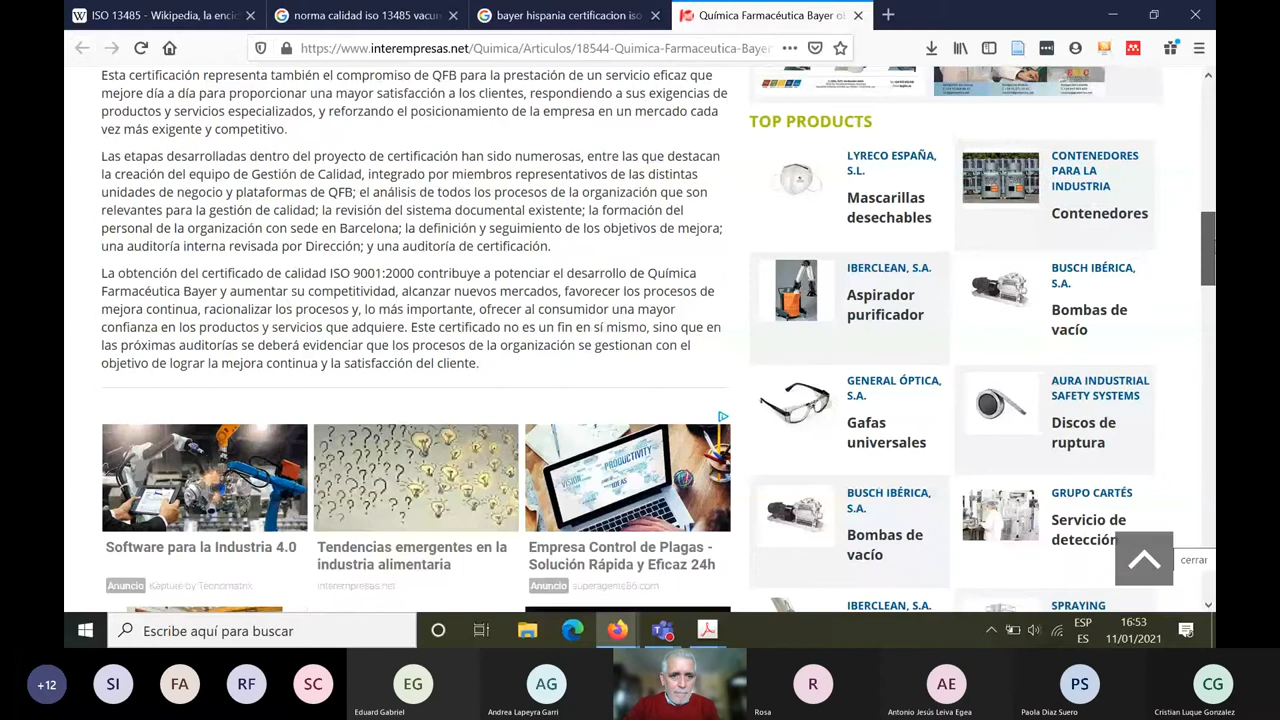 ISO 13485 - Wikipedia, la enci
norma calidad iso 13485 vacun
bayer hispania certificacion iso
Química Farmacéutica Bayer ob
https://www.interempresas.net/Quimica/Articulos/18544-Quimica-Farmaceutica-Baye
Esta certificación representa también el compromiso de QFB para la prestación de un servicio eficaz que
mejora día a día para proporcionar la máxima satisfacción a los clientes, respondiendo a sus exigencias de
productos y servicios especializados, y reforzando el posicionamiento de la empresa en un mercado cada
vez más exigente y competitivo.
Las etapas desarrolladas dentro del proyecto de certificación han sido numerosas, entre las que destacan
la creación del equipo de Gestión de Calidad, integrado por miembros representativos de las distintas
unidades de negocio y plataformas de QFB; el análisis de todos los procesos de la organización que son
relevantes para la gestión de calidad; la revisión del sistema documental existente; la formación del
personal de la organización con sede en Barcelona; la definición y seguimiento de los objetivos de mejora;
una auditoría interna revisada por Dirección; y una auditoría de certificación.
La obtención del certificado de calidad ISO 9001:2000 contribuye a potenciar el desarrollo de Química
Farmacéutica Bayer y aumentar su competitividad, alcanzar nuevos mercados, favorecer los procesos de
mejora continua, racionalizar los procesos y, lo más importante, ofrecer al consumidor una mayor
confianza en los productos y servicios que adquiere. Este certificado no es un fin en sí mismo, sino que en
las próximas auditorías se deberá evidenciar que los procesos de la organización se gestionan con el
objetivo de lograr la mejora continua y la satisfacción del cliente.
VISION
PRODUCTIVITY
IDEAS
Software para la Industria 4.0
Anuncio Kapture by Tecnomatrix
Tendencias emergentes en la
industria alimentaria
interempresas.net
Empresa Control de Plagas -
Solución Rápida y Eficaz 24h
Anuncio superagente86.com
TOP PRODUCTS
LYRECO ESPAÑA,
S.L.
Mascarillas
desechables
CONTENEDORES
PARA LA
INDUSTRIA
Contenedores
IBERCLEAN, S.A.
Aspirador
purificador
BUSCH IBÉRICA,
S.A.
Bombas de
vacío
GENERAL ÓPTICA,
S.A.
Gafas
universales
AURA INDUSTRIAL
SAFETY SYSTEMS
Discos de
ruptura
BUSCH IBÉRICA,
S.A.
Bombas de
vacío
GRUPO CARTÉS
Servicio de
detección
cerrar
IBERCLEAN, S.A.
SPRAYING
Escribe aquí para buscar
ESP
ES
16:53
11/01/2021
+12
SI
FA
RF
SC
EG
Eduard Gabriel
AG
Andrea Lapeyra Garri
R
Rosa
AE
Antonio Jesús Leiva Egea
PS
Paola Diaz Suero
CG
Cristian Luque Gonzalez